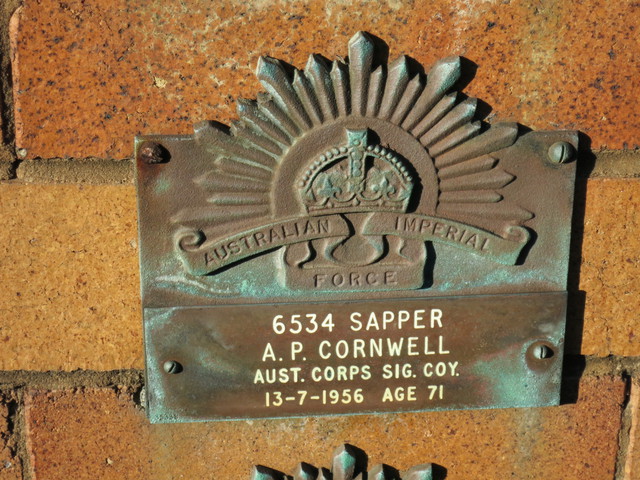 AUSTRALIAN IMPERIAL
FORCE
6534 SAPPER
A. P. CORNWELL
AUST. CORPS SIG. COY.
13-7-1956 AGE 71